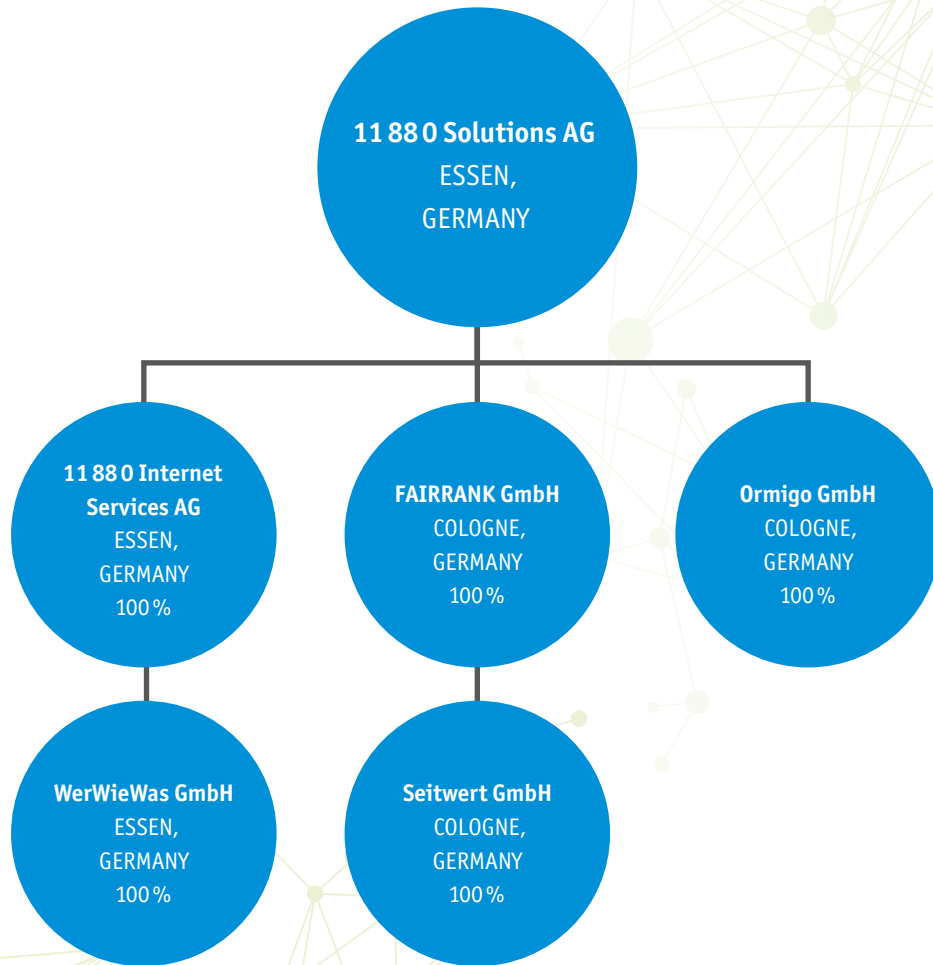 11 88 0 Solutions AG
ESSEN,
GERMANY
11 88 0 Internet
Services AG
ESSEN,
GERMANY
100 %
FAIRRANK GmbH
COLOGNE,
GERMANY
100 %
Ormigo GmbH
COLOGNE,
GERMANY
100 %
WerWieWas GmbH
ESSEN,
GERMANY
100 %
Seitwert GmbH
COLOGNE,
GERMANY
100 %